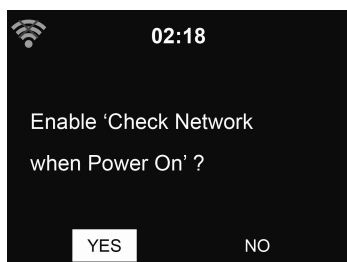 02:18
Enable ‘Check Network
when Power On’ ?
YES NO